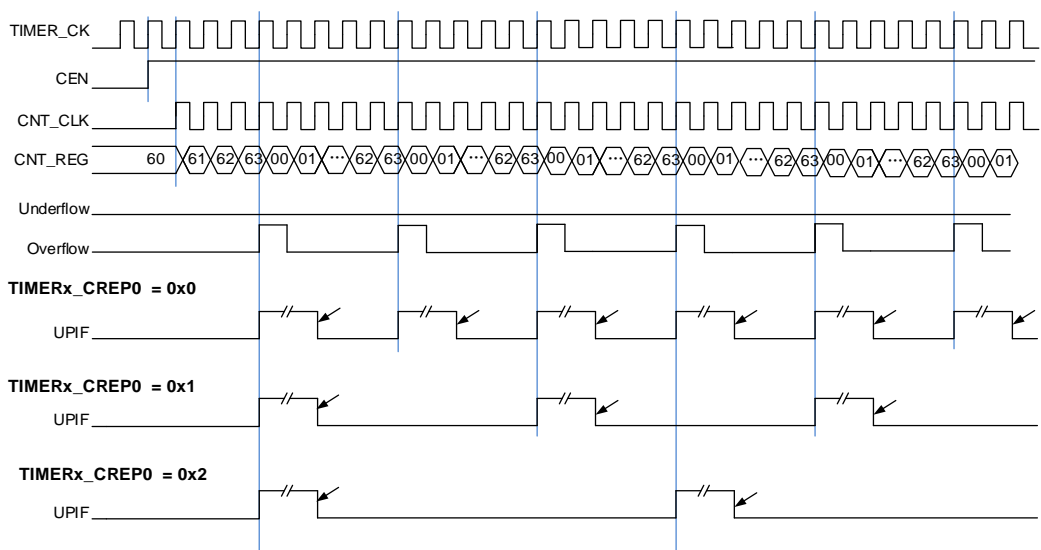 TIMER_CK
CEN
CNT_CLK
CNT_REG 60 61 62 63 00 01 ... 62 63 00 01 ... 62 63 00 01 ... 62 63 00 01 ... 62 63 00 01 ... 62 63 00 01
Underflow
Overflow
TIMERx_CREP0 = 0x0
UPIF
TIMERx_CREP0 = 0x1
UPIF
TIMERx_CREP0 = 0x2
UPIF